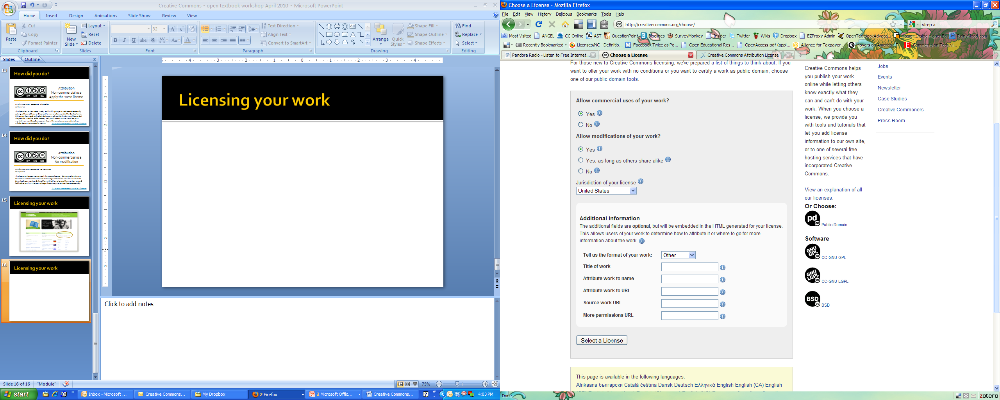 Creative Commons - open textbook workshop April 2010 - Microsoft PowerPoint
Home Insert Design Animations Slide Show Review View
Paste
Cut
Copy
Format Painter
Clipboard
New Slide
Layout
Reset
Delete
Slides
32
Font
Text Direction
Align Text
Convert to SmartArt
Paragraph
Arrange
Quick Styles
Shape Fill
Shape Outline
Shape Effects
Drawing
Find
Replace
Select
Editing
Slides Outline
13
How did you do?
BY NC SA
Attribution
Non-commercial use
Apply the same license
14
How did you do?
BY NC ND
Attribution
Non-commercial use
No modification
15
Licensing your work
16
Licensing your work
Licensing your work
Click to add notes
Slide 16 of 16 "Module" 75%
start
Inbox - Microsoft ...
Creative Commons...
My Dropbox
2 Firefox
2 Microsoft Offic...
Creative Commons...
4:03 PM
Choose a License - Mozilla Firefox
File Edit View History Delicious Bookmarks Tools Help
TAG
http://creativecommons.org/choose/
strep a
Most Visited ANGEL CC Online AST QuestionPoint Bloglines SurveyMonkey Insider Twitter Wikis Dropbox EZProxy Admin OpenTextbookAdvoca... Home - Inside Higher Ed RainyMood.com
Recently Bookmarked Licenses/NC - Definitio... Facebook Twice as Po... Open Educational Res... OpenAccess.pdf (appl... Alliance for Taxpayer ... Moyers on America . T... Comments on Tech.vi...
Pandora Radio - Listen to Free Internet... Choose a License Creative Commons Attribution License
For those new to Creative Commons licensing, we've prepared a list of things to think about. If you
want to offer your work with no conditions or you want to certify a work as public domain, choose
one of our public domain tools.
Allow commercial uses of your work?
Yes
No
Allow modifications of your work?
Yes
Yes, as long as others share alike
No
Jurisdiction of your license
United States
Additional Information
The additional fields are optional, but will be embedded in the HTML generated for your license.
This allows users of your work to determine how to attribute it or where to go for more
information about the work.
Tell us the format of your work: Other
Title of work
Attribute work to name
Attribute work to URL
Source work URL
More permissions URL
Select a License
This page is available in the following languages:
Afrikaans български Català čeština Dansk Deutsch Ελληνικά English English (CA) English
Creative Commons helps
you publish your work
online while letting others
know exactly what they
can and can't do with your
work. When you choose a
license, we provide you
with tools and tutorials that
let you add license
information to our own site,
or to one of several free
hosting services that have
incorporated Creative
Commons.
View an explanation of all
our licenses.
Or Choose:
pd cc Public Domain
Software
GNU GPL cc CC-GNU GPL
GNU LGPL cc CC-GNU LGPL
BSD cc BSD
Jobs
Events
Newsletter
Case Studies
Creative Commoners
Press Room
Done
zotero